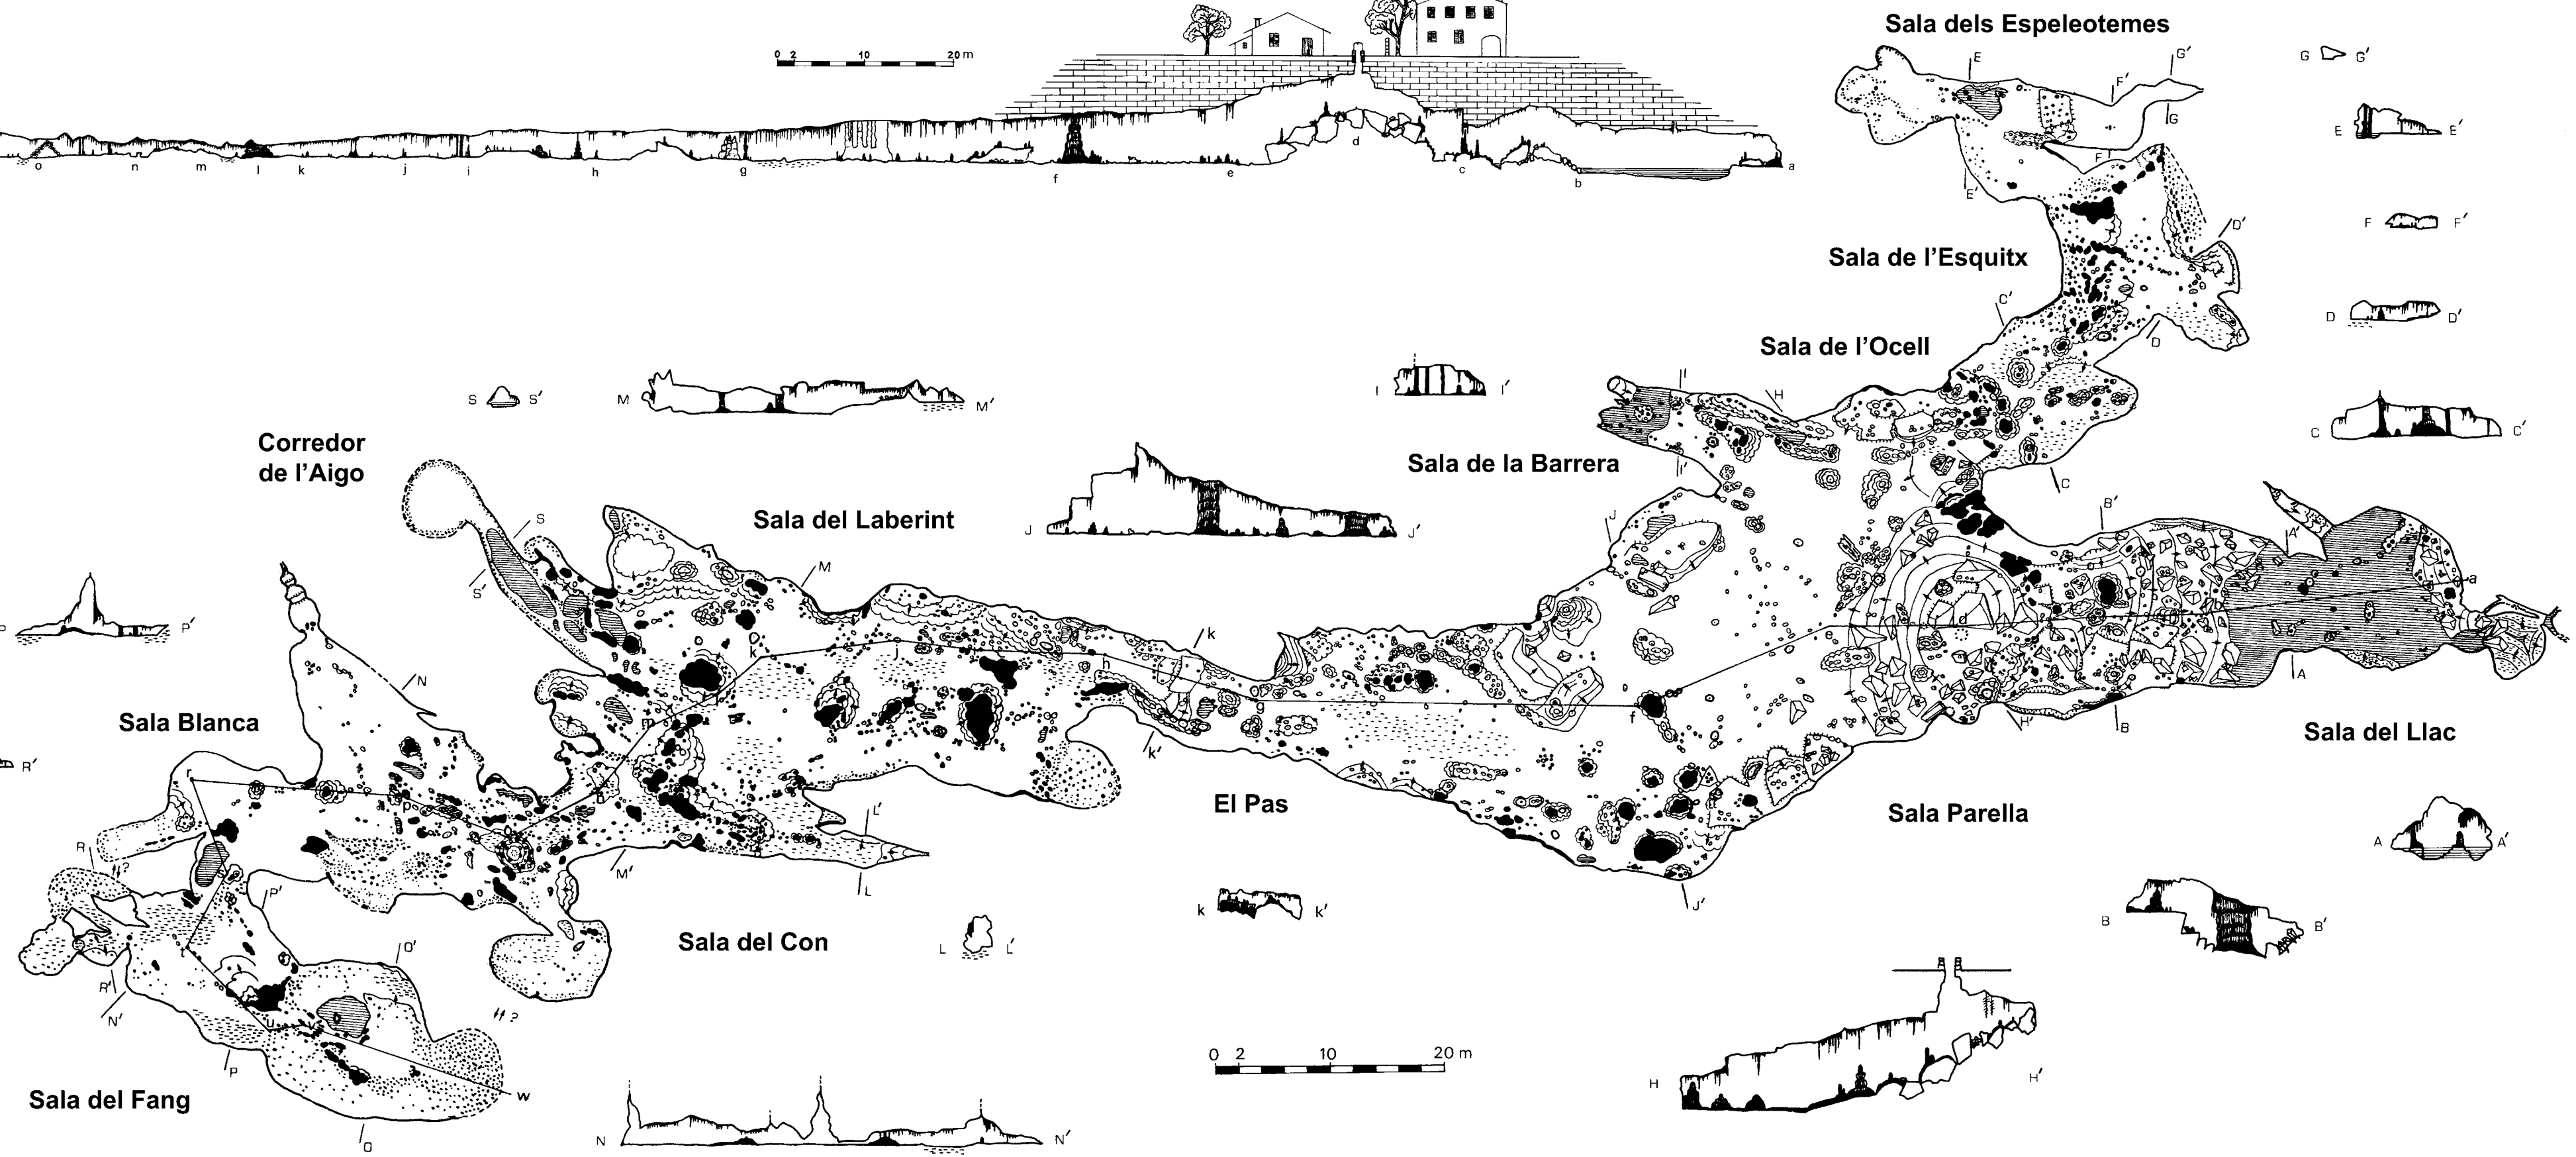 Sala dels Espeleotemes
0 2 10 20 m
E
G'
F'
G
G'
G
E
E'
F
E'
o n m l k j i h g f e d c b a
F
F'
D'
Sala de l'Esquitx
C'
D
D'
D
Sala de l'Ocell
S
S'
M
M'
I
I'
I'
H
C
C'
Corredor
de l'Aigo
Sala de la Barrera
I'
C
S
Sala del Laberint
J
J'
J
B'
A'
S'
M
a
P'
k
e
d
c
b
k
j
h
N
g
f
Sala Blanca
m
k'
H'
B
A
Sala del Llac
R'
r
p
n
El Pas
Sala Parella
L'
R
?
M'
L
A
A'
P'
s
k
k'
J'
B
B'
O'
Sala del Con
L
L'
t
R'
N'
?
u
v
P
0 2 10 20 m
w
H
H'
Sala del Fang
O
N
N'